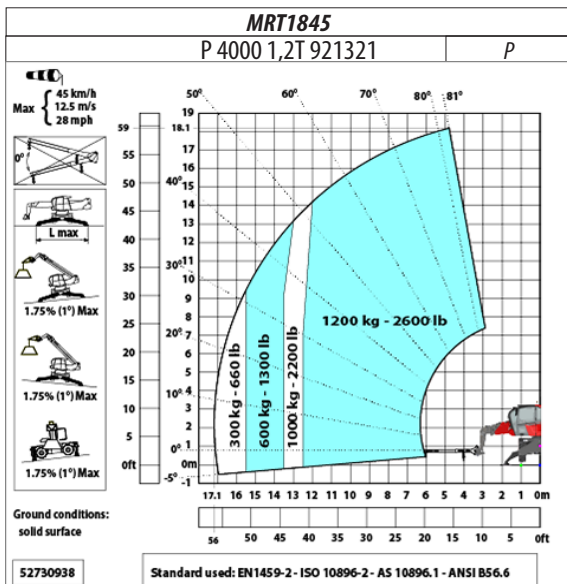 MRT1845
P 4000 1,2T 921321
P
Max
45 km/h
12.5 m/s
28 mph
0°
L max
1.75% (1°) Max
1.75% (1°) Max
1.75% (1°) Max
Ground conditions:
solid surface
59
55
50
45
40
35
30
25
20
15
10
5
0ft
19
18.1
17
16
15
14
13
12
11
10
9
8
7
6
5
4
3
2
1
0m
-1
50°
60°
70°
80°
81°
40°
30°
20°
10°
0°
-5°
300 kg - 660 lb
600 kg - 1300 lb
1000 kg - 2200 lb
1200 kg - 2600 lb
17.1 16 15 14 13 12 11 10 9 8 7 6 5 4 3 2 1 0m
56 50 45 40 35 30 25 20 15 10 5 0ft
52730938
Standard used: EN1459-2 - ISO 10896-2 - AS 10896.1 - ANSI B56.6